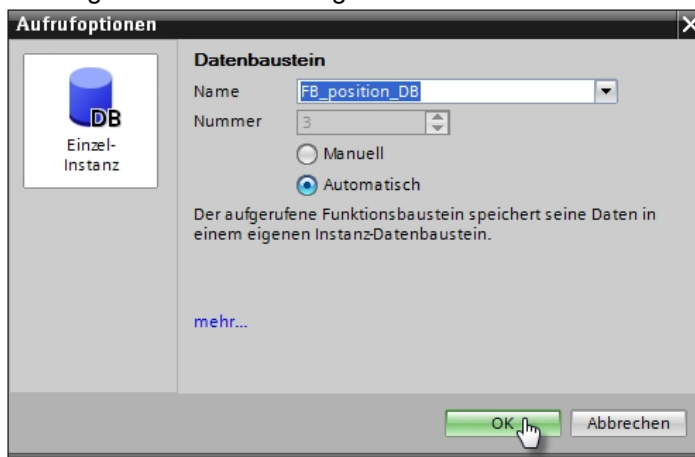 Aufrufoptionen
DB
Einzel-
Instanz
Datenbaustein
Name FB_position_DB
Nummer 3
Manuell
Automatisch
Der aufgerufene Funktionsbaustein speichert seine Daten in
einem eigenen Instanz-Datenbaustein.
mehr...
OK Abbrechen